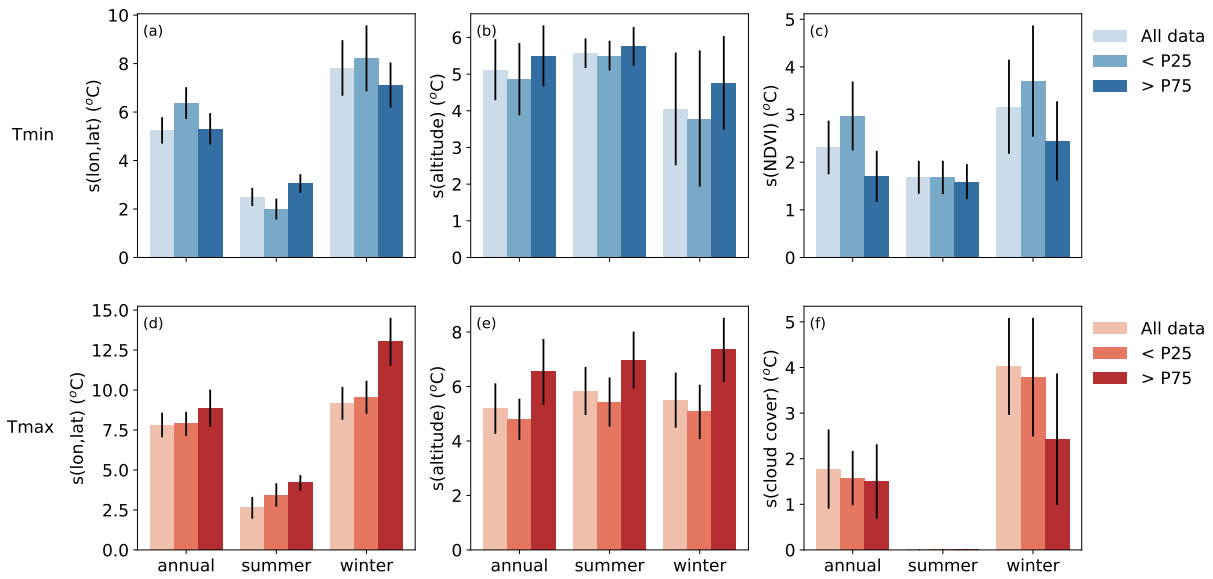 (a)
s(lon,lat) (°C)
10
8
6
4
2
0
(b)
s(altitude) (°C)
6
5
4
3
2
1
0
(c)
s(NDVI) (°C)
5
4
3
2
1
0
All data
< P25
> P75
Tmin
(d)
s(lon,lat) (°C)
15.0
12.5
10.0
7.5
5.0
2.5
0.0
annual summer winter
(e)
s(altitude) (°C)
8
6
4
2
0
annual summer winter
(f)
s(cloud cover) (°C)
5
4
3
2
1
0
annual summer winter
All data
< P25
> P75
Tmax